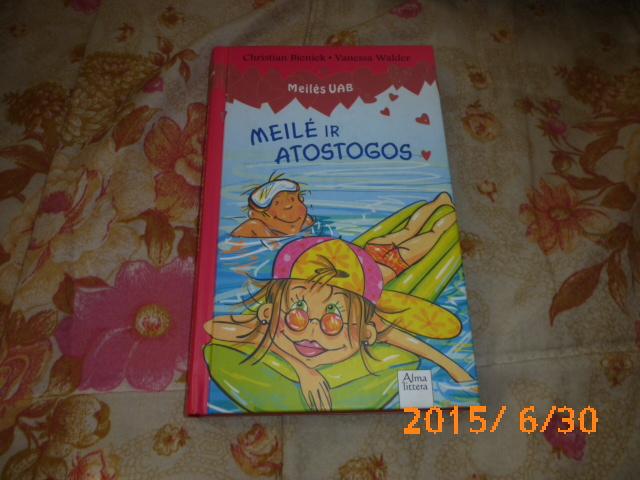 Christian Bieniek • Vanessa Walder
Meilės UAB
MEILĖ IR
ATOSTOGOS
Alma
littera
2015/ 6/30